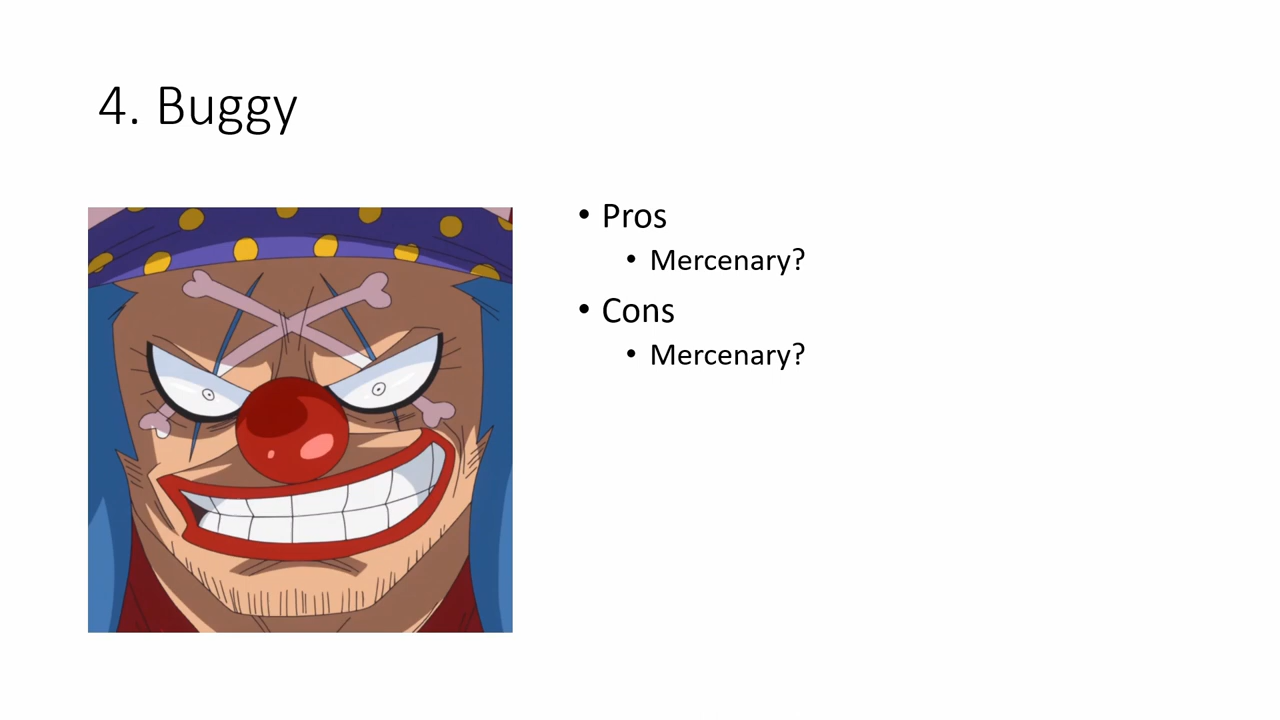 4. Buggy
• Pros
• Mercenary?
• Cons
• Mercenary?